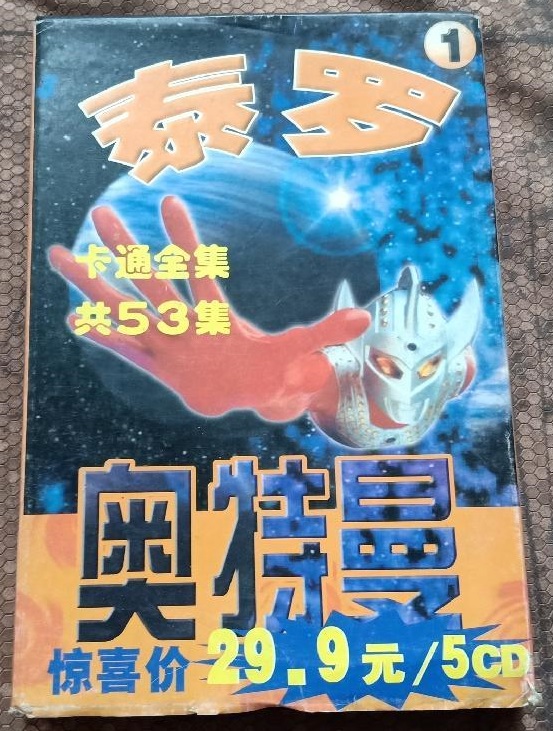 1
泰罗
卡通全集
共53集
奥特曼
惊喜价 29.9元/5CD